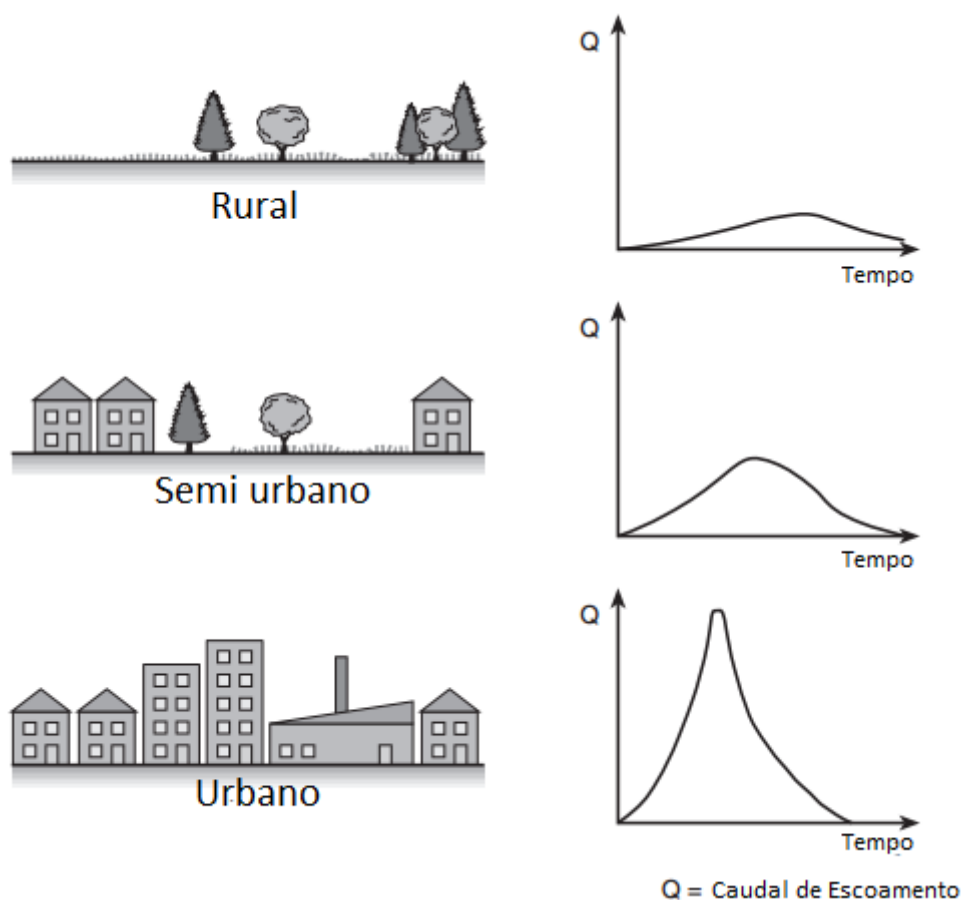 Q
Rural
Tempo
Q
Semi urbano
Tempo
Q
Urbano
Tempo
Q = Caudal de Escoamento